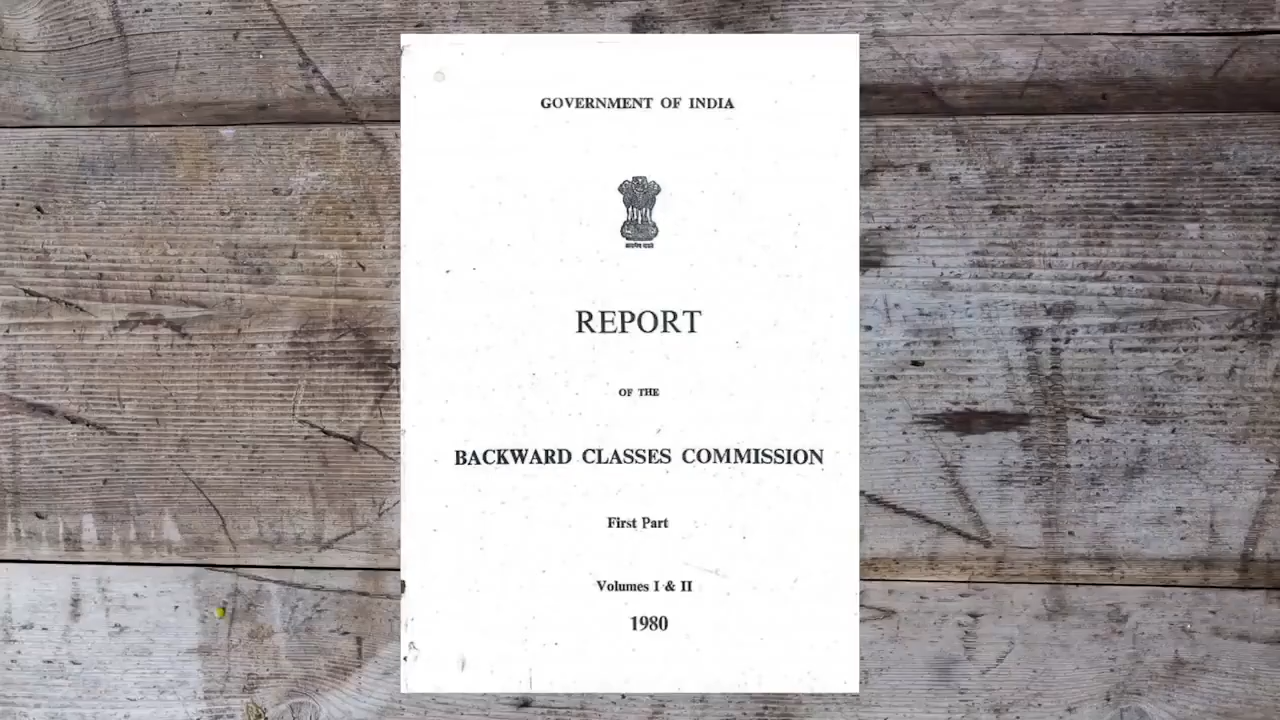 GOVERNMENT OF INDIA
REPORT
OF THE
BACKWARD CLASSES COMMISSION
First Part
Volumes I & II
1980